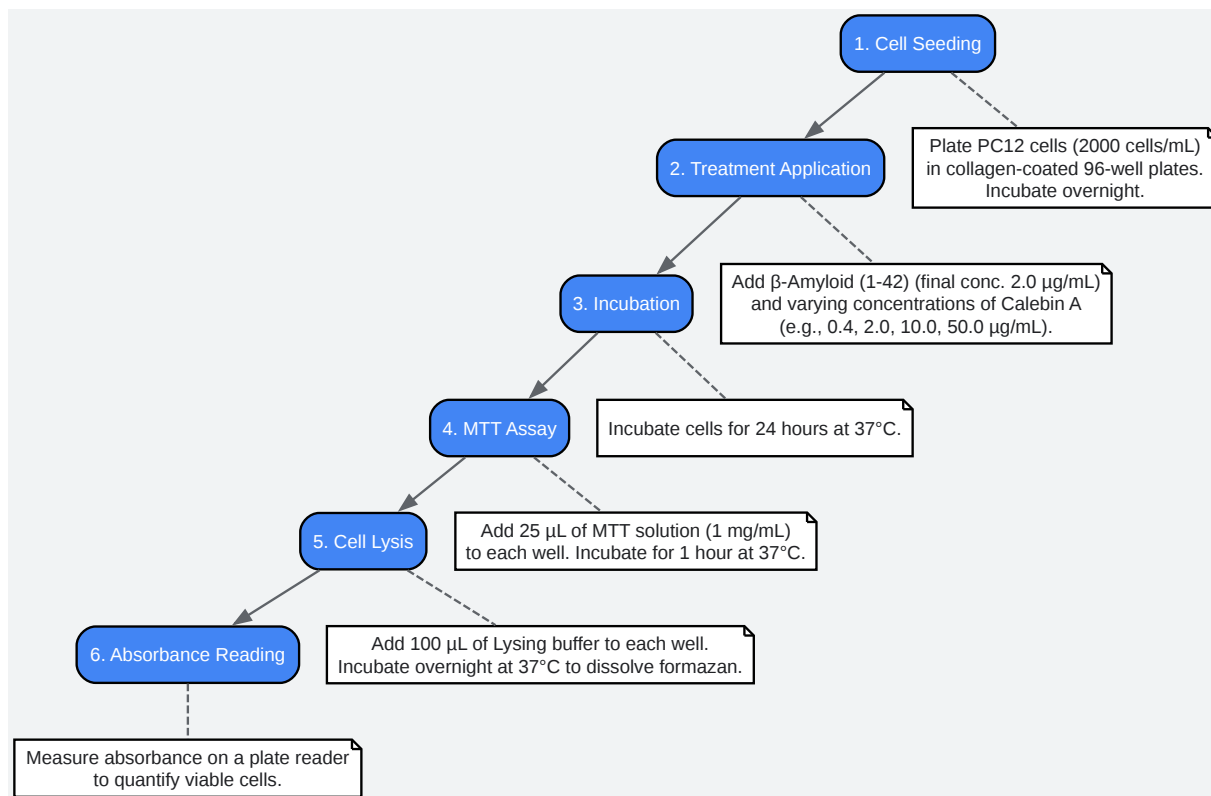 1. Cell Seeding
Plate PC12 cells (2000 cells/mL)
in collagen-coated 96-well plates.
Incubate overnight.
2. Treatment Application
Add β-Amyloid (1-42) (final conc. 2.0 µg/mL)
and varying concentrations of Calebin A
(e.g., 0.4, 2.0, 10.0, 50.0 µg/mL).
3. Incubation
Incubate cells for 24 hours at 37°C.
4. MTT Assay
Add 25 µL of MTT solution (1 mg/mL)
to each well. Incubate for 1 hour at 37°C.
5. Cell Lysis
Add 100 µL of Lysing buffer to each well.
Incubate overnight at 37°C to dissolve formazan.
6. Absorbance Reading
Measure absorbance on a plate reader
to quantify viable cells.